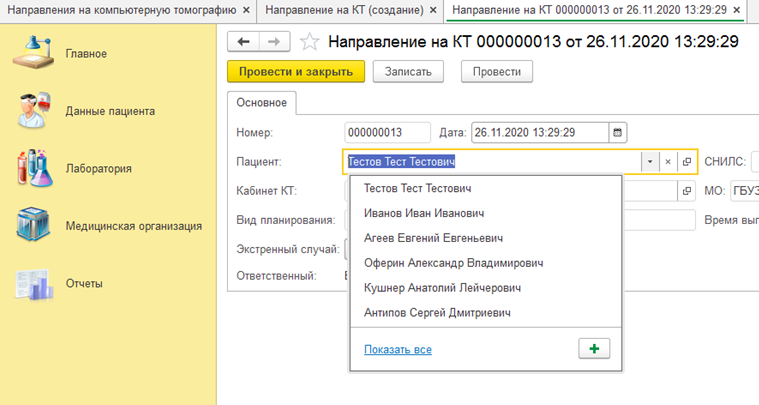 Направления на компьютерную томографию ×
Направление на КТ (создание) ×
Направление на КТ 000000013 от 26.11.2020 13:29:29 ×
Главное
Данные пациента
Лаборатория
Медицинская организация
Отчеты
Направление на КТ 000000013 от 26.11.2020 13:29:29
Провести и закрыть Записать Провести
Основное
Номер: 000000013 Дата: 26.11.2020 13:29:29
Пациент: Тестов Тест Тестович × СНИЛС:
Кабинет КТ: МО: ГБУЗ
Вид планирования: Время вып
Экстренный случай:
Ответственный:
Тестов Тест Тестович
Иванов Иван Иванович
Агеев Евгений Евгеньевич
Оферин Александр Владимирович
Кушнер Анатолий Лейчерович
Антипов Сергей Дмитриевич
Показать все +